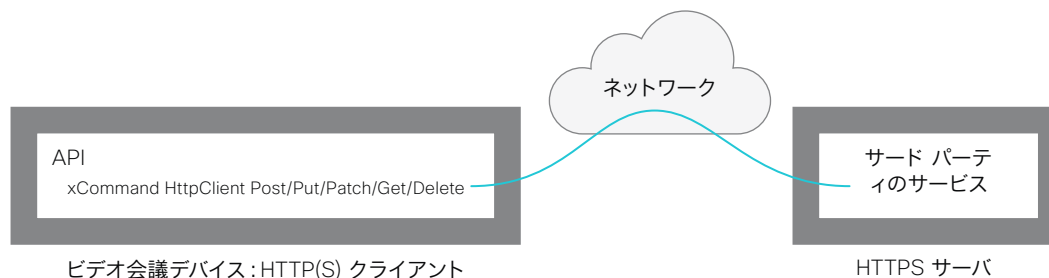 ネットワーク
API
xCommand HttpClient Post/Put/Patch/Get/Delete
サード パーテ
ィのサービス
ビデオ会議デバイス : HTTP(S) クライアント
HTTPS サーバ